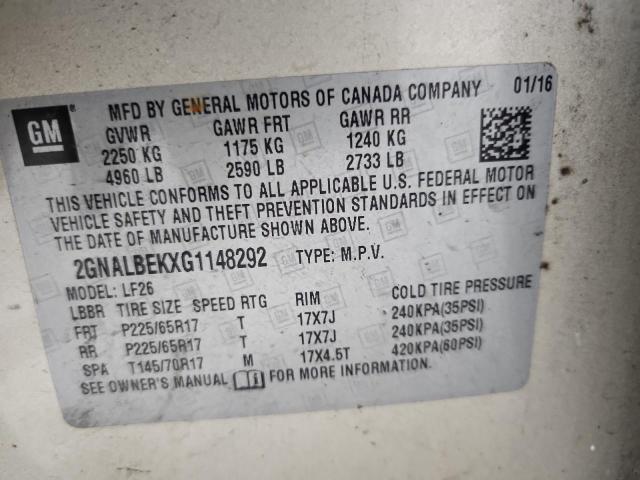 MFD BY GENERAL MOTORS OF CANADA COMPANY 01/16
GM
GVWR GAWR FRT GAWR RR
2250 KG 1175 KG 1240 KG
4960 LB 2590 LB 2733 LB
THIS VEHICLE CONFORMS TO ALL APPLICABLE U.S. FEDERAL MOTOR
VEHICLE SAFETY AND THEFT PREVENTION STANDARDS IN EFFECT ON
THE DATE OF MANUFACTURE SHOWN ABOVE.
2GNALBEKXG1148292 TYPE: M.P.V.
MODEL: LF26
LBBR TIRE SIZE SPEED RTG RIM COLD TIRE PRESSURE
FRT P225/65R17 T 17X7J 240KPA(35PSI)
RR P225/65R17 T 17X7J 240KPA(35PSI)
SPA T145/70R17 M 17X4.5T 420KPA(60PSI)
SEE OWNER'S MANUAL FOR MORE INFORMATION.